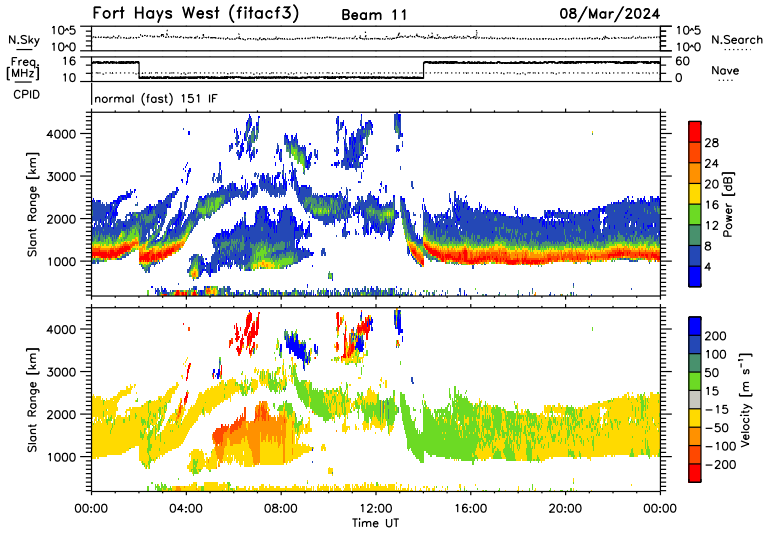 Fort Hays West (fitacf3) Beam 11 08/Mar/2024
N.Sky 10^5 10^0 10^5 10^0 N.Search
Freq. [MHz] 16 10 60 0 Nave
CPID normal (fast) 151 IF
Slant Range [km] 4000 3000 2000 1000
Power [dB] 28 24 20 16 12 8 4
Slant Range [km] 4000 3000 2000 1000
Velocity [m s⁻¹] 200 100 50 15 −15 −50 −100 −200
00:00 04:00 08:00 12:00 16:00 20:00 00:00
Time UT